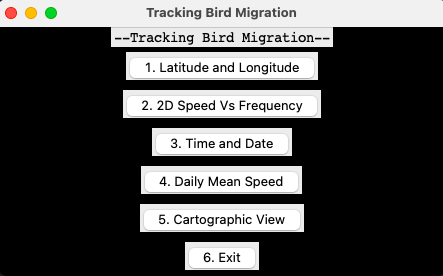 Tracking Bird Migration
--Tracking Bird Migration--
1. Latitude and Longitude
2. 2D Speed Vs Frequency
3. Time and Date
4. Daily Mean Speed
5. Cartographic View
6. Exit